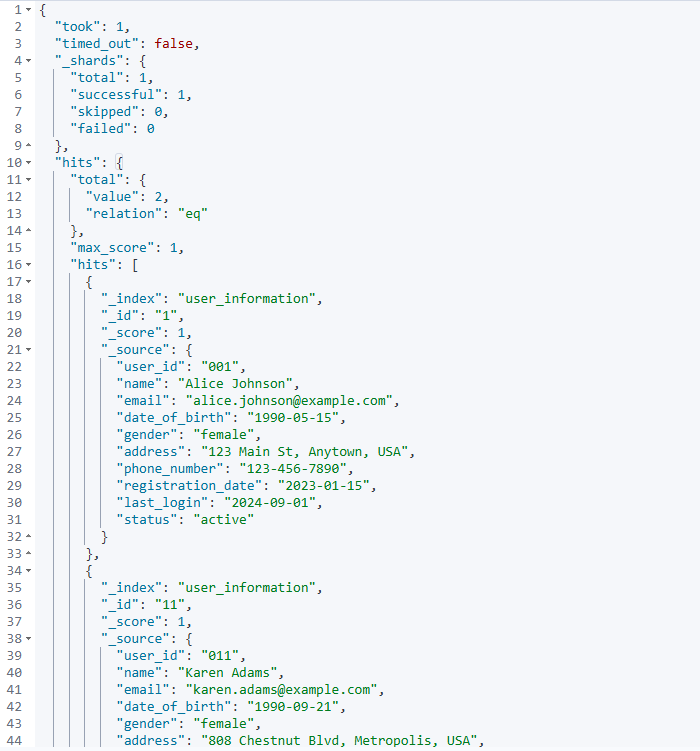 1 {
2 "took": 1,
3 "timed_out": false,
4 "_shards": {
5 "total": 1,
6 "successful": 1,
7 "skipped": 0,
8 "failed": 0
9 },
10 "hits": {
11 "total": {
12 "value": 2,
13 "relation": "eq"
14 },
15 "max_score": 1,
16 "hits": [
17 {
18 "_index": "user_information",
19 "_id": "1",
20 "_score": 1,
21 "_source": {
22 "user_id": "001",
23 "name": "Alice Johnson",
24 "email": "alice.johnson@example.com",
25 "date_of_birth": "1990-05-15",
26 "gender": "female",
27 "address": "123 Main St, Anytown, USA",
28 "phone_number": "123-456-7890",
29 "registration_date": "2023-01-15",
30 "last_login": "2024-09-01",
31 "status": "active"
32 }
33 },
34 {
35 "_index": "user_information",
36 "_id": "11",
37 "_score": 1,
38 "_source": {
39 "user_id": "011",
40 "name": "Karen Adams",
41 "email": "karen.adams@example.com",
42 "date_of_birth": "1990-09-21",
43 "gender": "female",
44 "address": "808 Chestnut Blvd, Metropolis, USA",